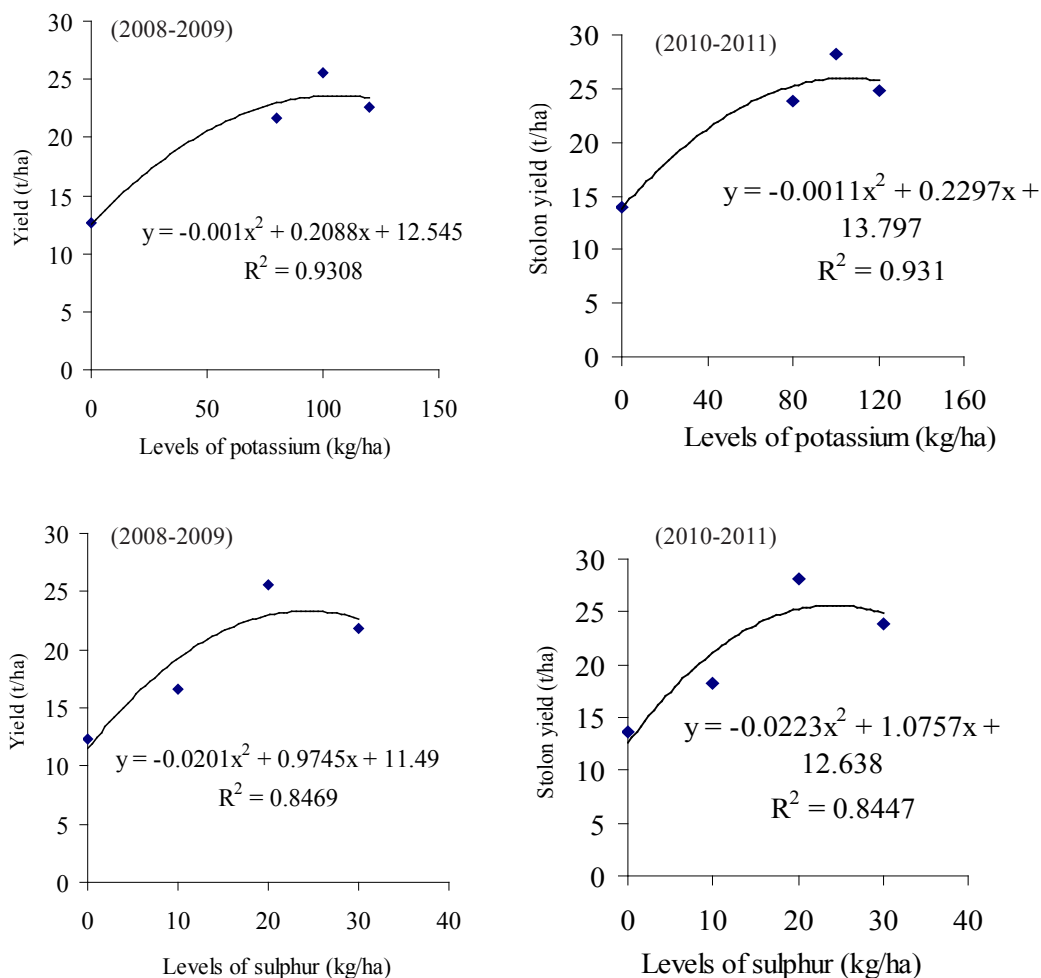 (2008-2009)
Yield (t/ha)
30
25
20
15
10
5
0
y = -0.001x² + 0.2088x + 12.545
R² = 0.9308
0 50 100 150
Levels of potassium (kg/ha)
(2010-2011)
Stolon yield (t/ha)
30
25
20
15
10
5
0
y = -0.0011x² + 0.2297x +
13.797
R² = 0.931
0 40 80 120 160
Levels of potassium (kg/ha)
(2008-2009)
Yield (t/ha)
30
25
20
15
10
5
0
y = -0.0201x² + 0.9745x + 11.49
R² = 0.8469
0 10 20 30 40
Levels of sulphur (kg/ha)
(2010-2011)
Stolon yield (t/ha)
30
25
20
15
10
5
0
y = -0.0223x² + 1.0757x +
12.638
R² = 0.8447
0 10 20 30 40
Levels of sulphur (kg/ha)